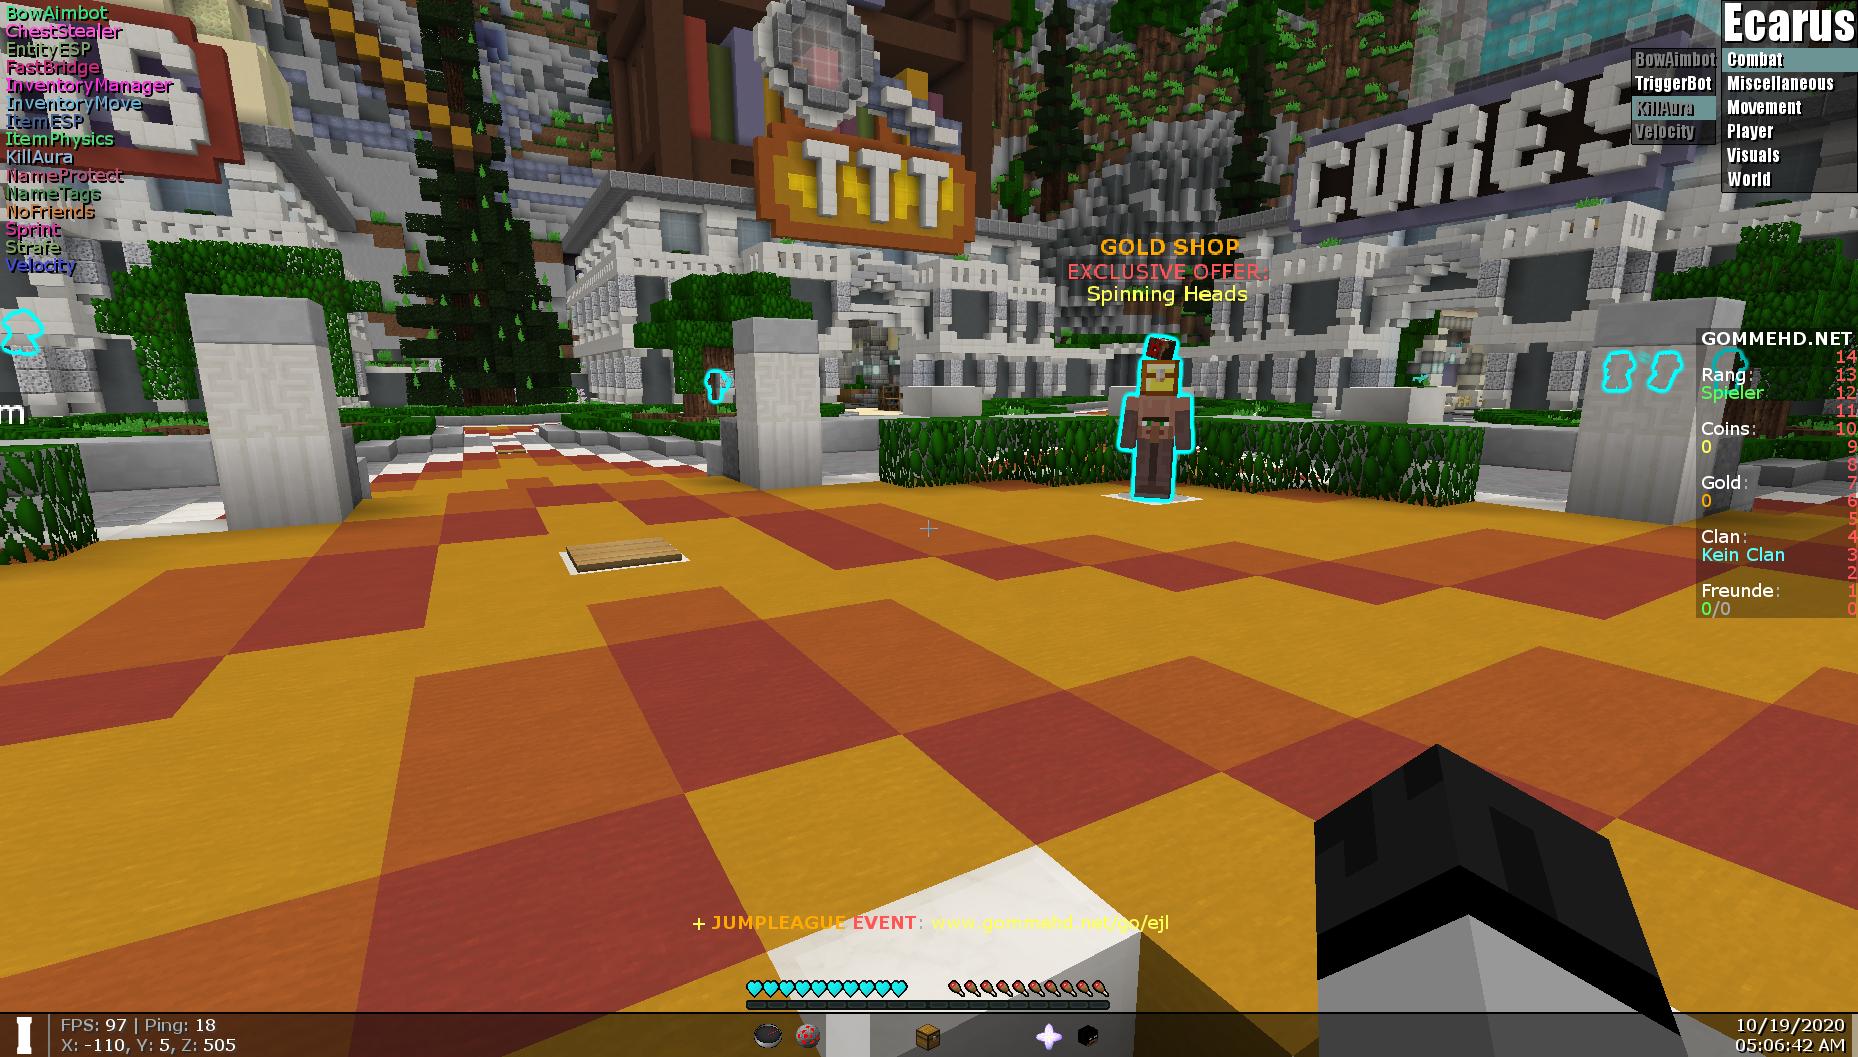 BowAimbot
ChestStealer
EntityESP
FastBridge
InventoryManager
InventoryMove
ItemESP
ItemPhysics
KillAura
NameProtect
NameTags
NoFriends
Sprint
Strafe
Velocity
Ecarus
BowAimbot
TriggerBot
KillAura
Velocity
Combat
Miscellaneous
Movement
Player
Visuals
World
TTT
CORES
GOLD SHOP
EXCLUSIVE OFFER:
Spinning Heads
m
GOMMEHD.NET
14
Rang: 13
Spieler 12
11
Coins: 10
0 9
8
Gold: 7
0 6
5
Clan: 4
Kein Clan 3
2
Freunde: 1
0/0 0
+ JUMPLEAGUE EVENT: www.gommehd.net/go/ejl
FPS: 97 | Ping: 18
X: -110, Y: 5, Z: 505
10/19/2020
05:06:42 AM